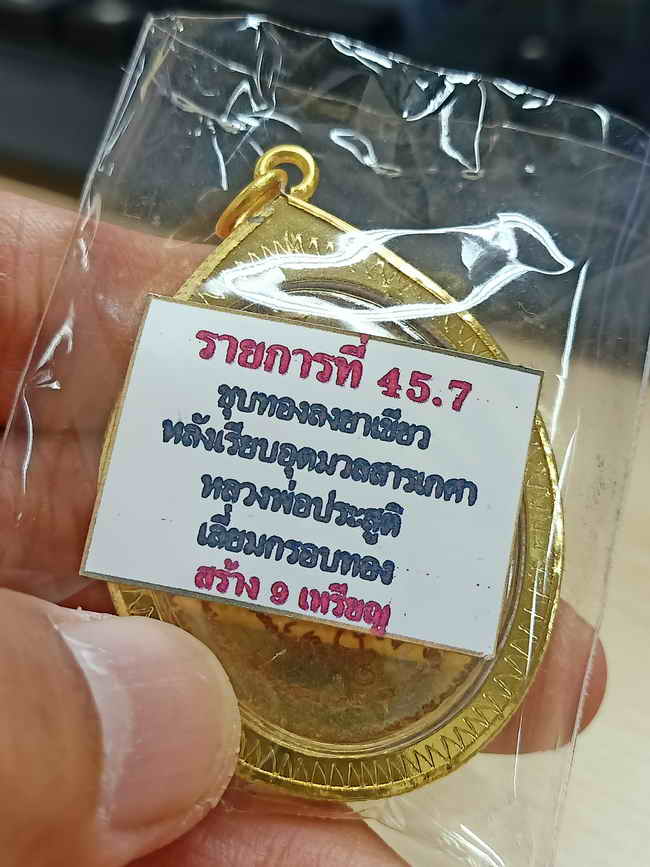 รายการที่ 45.7
ชุบทองลงยาเขียว
หลังเรียบอุดมวลสารเกศา
หลวงพ่อประสูติ
เลี่ยมกรอบทอง
สร้าง 9 เหรียญ